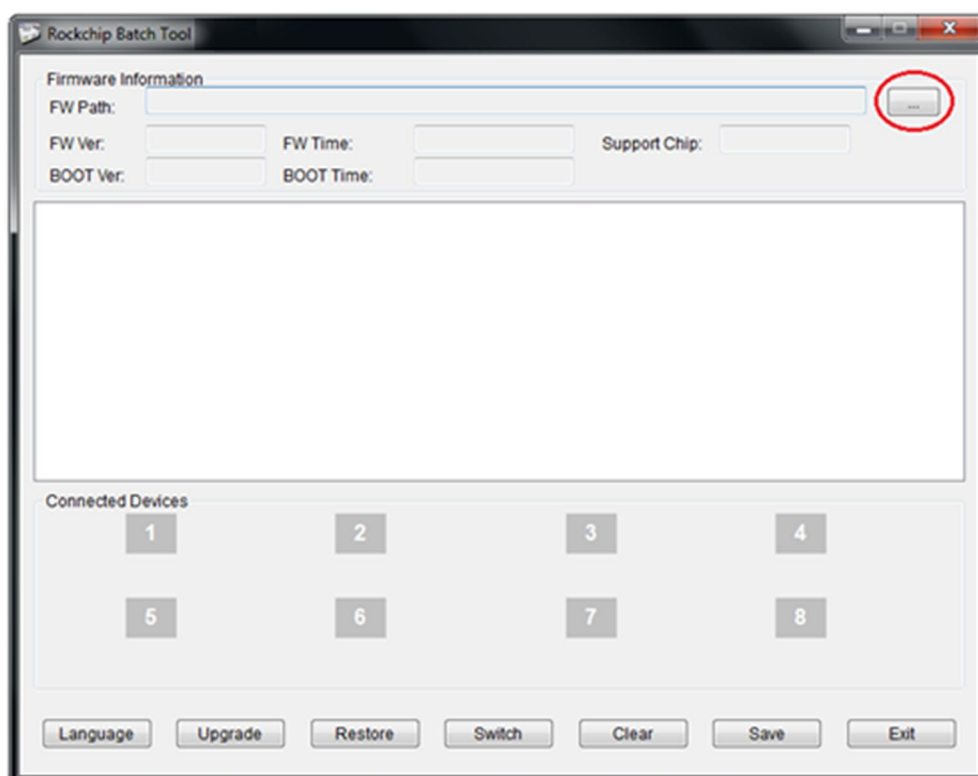 Rockchip Batch Tool
Firmware Information
FW Path:
...
FW Ver:
FW Time:
Support Chip:
BOOT Ver:
BOOT Time:
Connected Devices
1
2
3
4
5
6
7
8
Language
Upgrade
Restore
Switch
Clear
Save
Exit